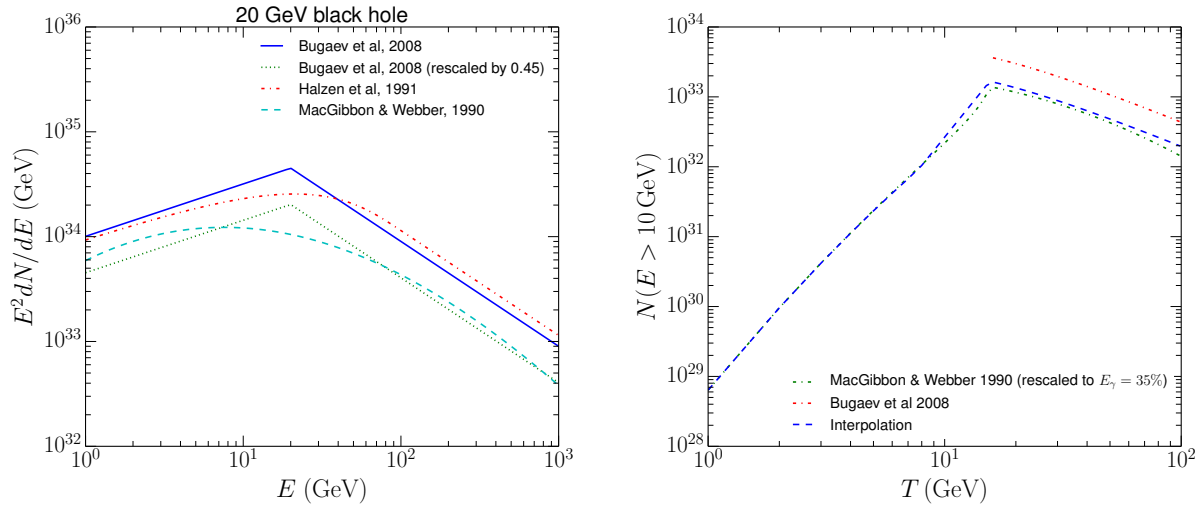 20 GeV black hole
10^36
10^35
10^34
10^33
10^32
E^2dN/dE (GeV)
Bugaev et al, 2008
Bugaev et al, 2008 (rescaled by 0.45)
Halzen et al, 1991
MacGibbon & Webber, 1990
10^0
10^1
10^2
10^3
E (GeV)
10^34
10^33
10^32
10^31
10^30
10^29
10^28
N(E > 10 GeV)
MacGibbon & Webber 1990 (rescaled to E_γ = 35%)
Bugaev et al 2008
Interpolation
10^0
10^1
10^2
T (GeV)